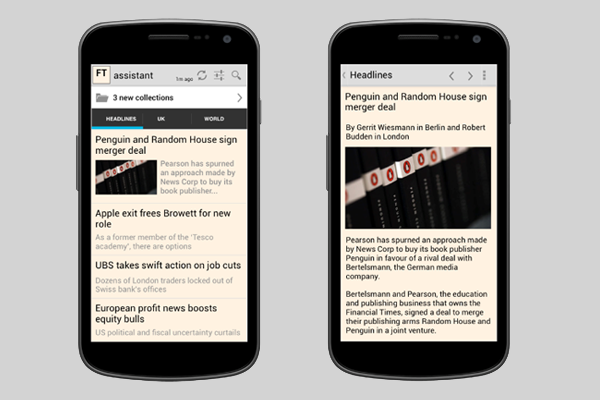 FT assistant
1m ago
3 new collections
HEADLINES UK WORLD
Penguin and Random House sign
merger deal
Pearson has spurned
an approach made by
News Corp to buy its
book publisher...
Apple exit frees Browett for new
role
As a former member of the 'Tesco
academy', there are options
UBS takes swift action on job cuts
Dozens of London traders locked out of
Swiss bank's offices
European profit news boosts
equity bulls
US political and fiscal uncertainty curtails
Headlines
Penguin and Random House sign
merger deal
By Gerrit Wiesmann in Berlin and Robert
Budden in London
Pearson has spurned an approach made
by News Corp to buy its book publisher
Penguin in favour of a rival deal with
Bertelsmann, the German media
company.
Bertelsmann and Pearson, the education
and publishing business that owns the
Financial Times, signed a deal to merge
their publishing arms Random House and
Penguin in a joint venture.